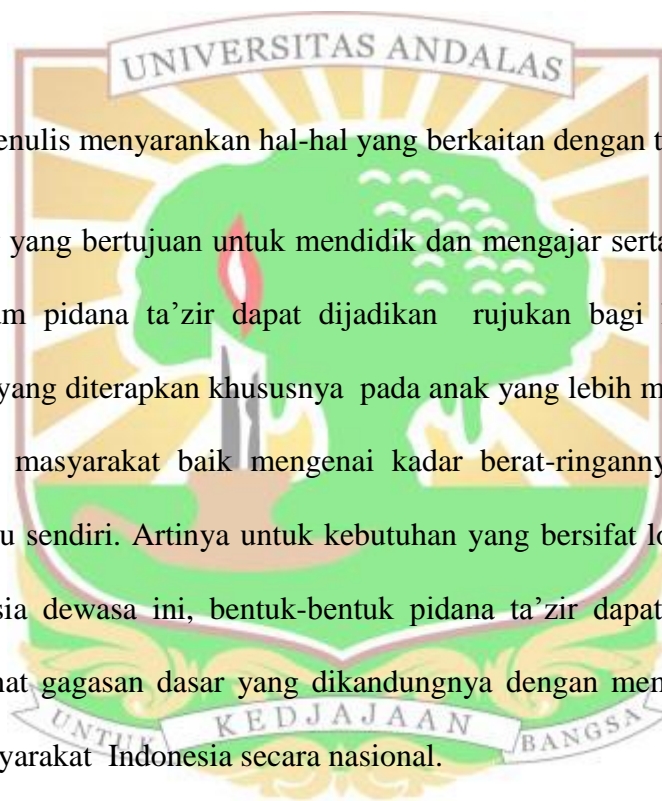 UNIVERSITAS ANDALAS
enulis menyarankan hal-hal yang berkaitan dengan t
yang bertujuan untuk mendidik dan mengajar serta
m pidana ta’zir dapat dijadikan rujukan bagi
yang diterapkan khususnya pada anak yang lebih m
masyarakat baik mengenai kadar berat-ringanny
u sendiri. Artinya untuk kebutuhan yang bersifat lo
sia dewasa ini, bentuk-bentuk pidana ta’zir dapat
nat gagasan dasar yang dikandungnya dengan mem
UNTUK KEDJAJAAN BANGSA
yarakat Indonesia secara nasional.